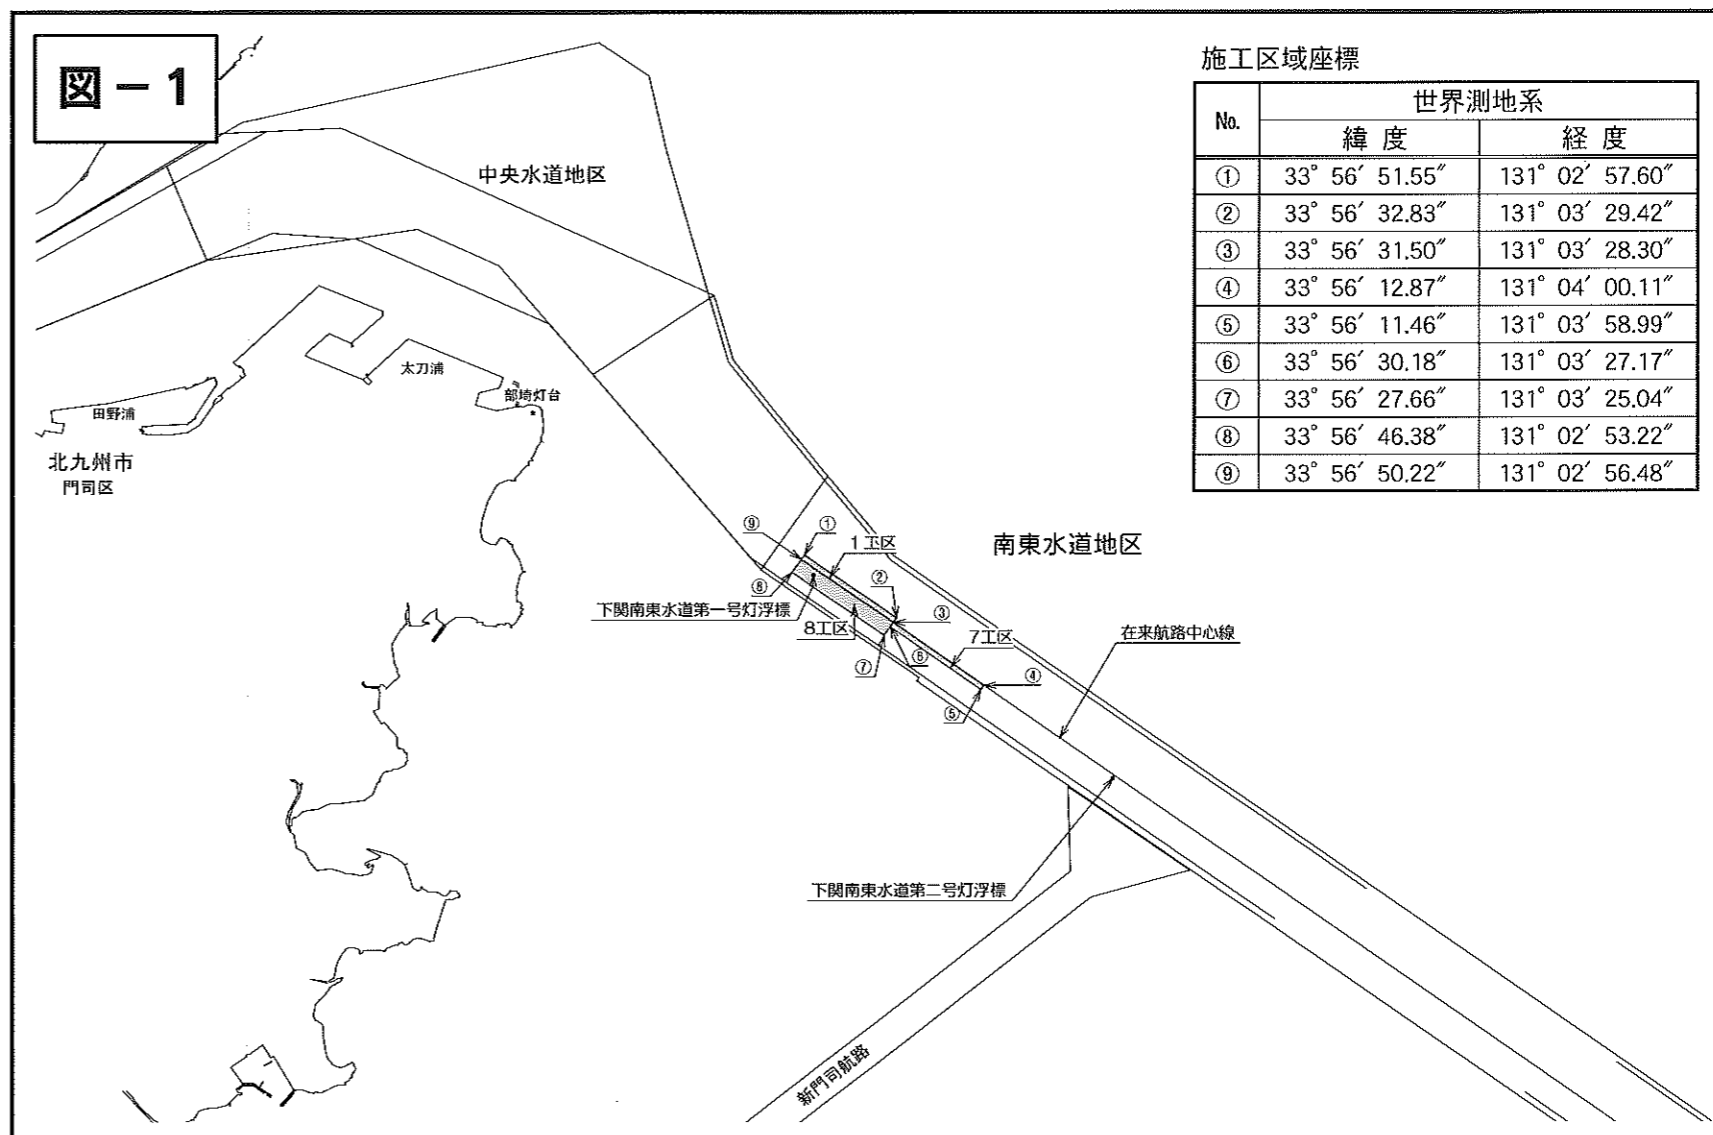 図－1
施工区域座標
No. 世界測地系
緯度 経度
① 33° 56′ 51.55″ 131° 02′ 57.60″
② 33° 56′ 32.83″ 131° 03′ 29.42″
③ 33° 56′ 31.50″ 131° 03′ 28.30″
④ 33° 56′ 12.87″ 131° 04′ 00.11″
⑤ 33° 56′ 11.46″ 131° 03′ 58.99″
⑥ 33° 56′ 30.18″ 131° 03′ 27.17″
⑦ 33° 56′ 27.66″ 131° 03′ 25.04″
⑧ 33° 56′ 46.38″ 131° 02′ 53.22″
⑨ 33° 56′ 50.22″ 131° 02′ 56.48″
中央水道地区
太刀浦
部埼灯台
田野浦
北九州市
門司区
南東水道地区
⑨
①
1工区
②
⑧
下関南東水道第一号灯浮標
③
8工区
7工区
⑦
⑥
④
⑤
在来航路中心線
下関南東水道第二号灯浮標
新門司航路